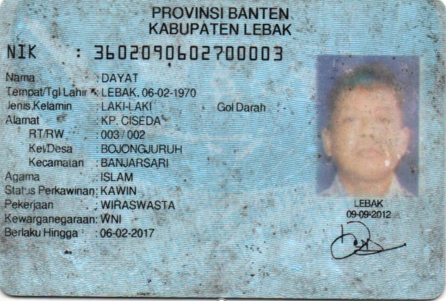 PROVINSI BANTEN
KABUPATEN LEBAK
NIK : 3602090602700003
Nama : DAYAT
Tempat/Tgl Lahir : LEBAK, 06-02-1970
Jenis Kelamin : LAKI-LAKI Gol Darah :
Alamat : KP. CISEDA
RT/RW : 003 / 002
Kel/Desa : BOJONGJURUH
Kecamatan : BANJARSARI
Agama : ISLAM
Status Perkawinan: KAWIN
Pekerjaan : WIRASWASTA
Kewarganegaraan: WNI
Berlaku Hingga : 06-02-2017
LEBAK
09-09-2012